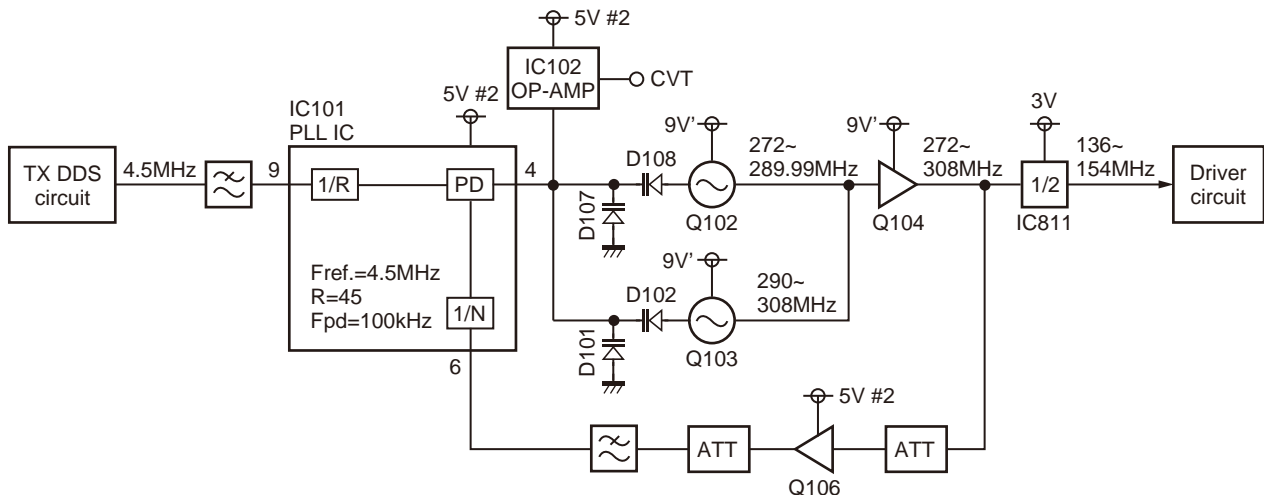 5V #2
IC102
OP-AMP
CVT
5V #2
IC101
PLL IC
TX DDS
circuit
4.5MHz
9
1/R
PD
4
Fref.=4.5MHz
R=45
Fpd=100kHz
1/N
6
D108
D107
9V’
Q102
272~
289.99MHz
9V’
Q104
272~
308MHz
3V
1/2
IC811
136~
154MHz
Driver
circuit
D102
D101
9V’
Q103
290~
308MHz
5V #2
ATT
Q106
ATT